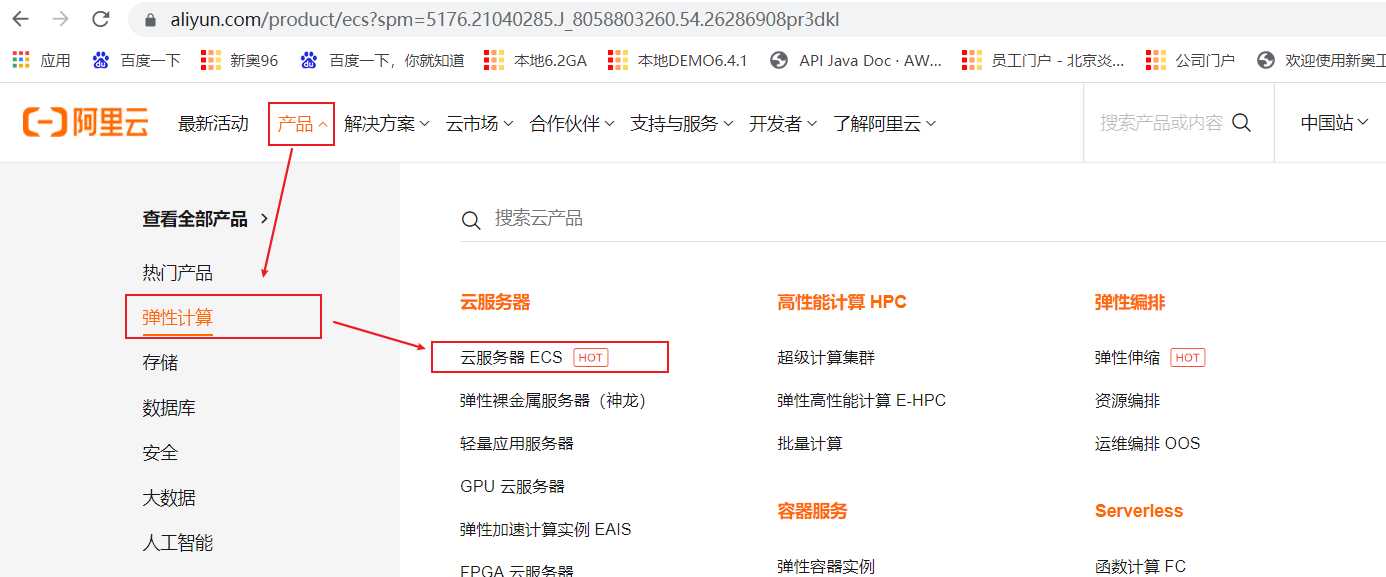 aliyun.com/product/ecs?spm=5176.21040285.J_8058803260.54.26286908pr3dkl
应用 百度一下 新奥96 百度一下，你就知道 本地6.2GA 本地DEMO6.4.1 API Java Doc · AW... 员工门户 - 北京炎... 公司门户 欢迎使用新奥工
阿里云 最新活动 产品 解决方案 云市场 合作伙伴 支持与服务 开发者 了解阿里云 搜索产品或内容 中国站
查看全部产品 搜索云产品
热门产品
云服务器 高性能计算 HPC 弹性编排
弹性计算
云服务器 ECS HOT 超级计算集群 弹性伸缩 HOT
存储
弹性裸金属服务器（神龙） 弹性高性能计算 E-HPC 资源编排
数据库
轻量应用服务器 批量计算 运维编排 OOS
安全
GPU 云服务器
大数据
容器服务 Serverless
弹性加速计算实例 EAIS
人工智能
FPGA 云服务器 弹性容器实例 函数计算 FC